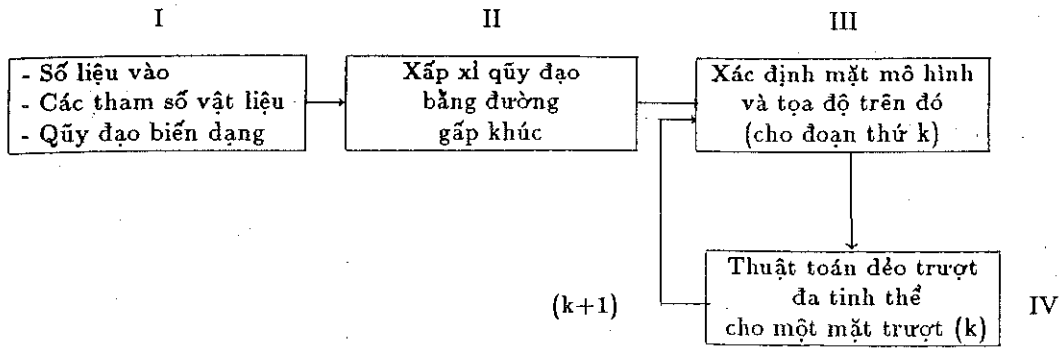 I
II
III
- Số liệu vào
- Các tham số vật liệu
- Qũy đạo biến dạng
Xấp xỉ qũy đạo
bằng đường
gấp khúc
Xác định mặt mô hình
và tọa độ trên đó
(cho đoạn thứ k)
Thuật toán dẻo trượt
đa tinh thể
cho một mặt trượt (k)
(k+1)
IV